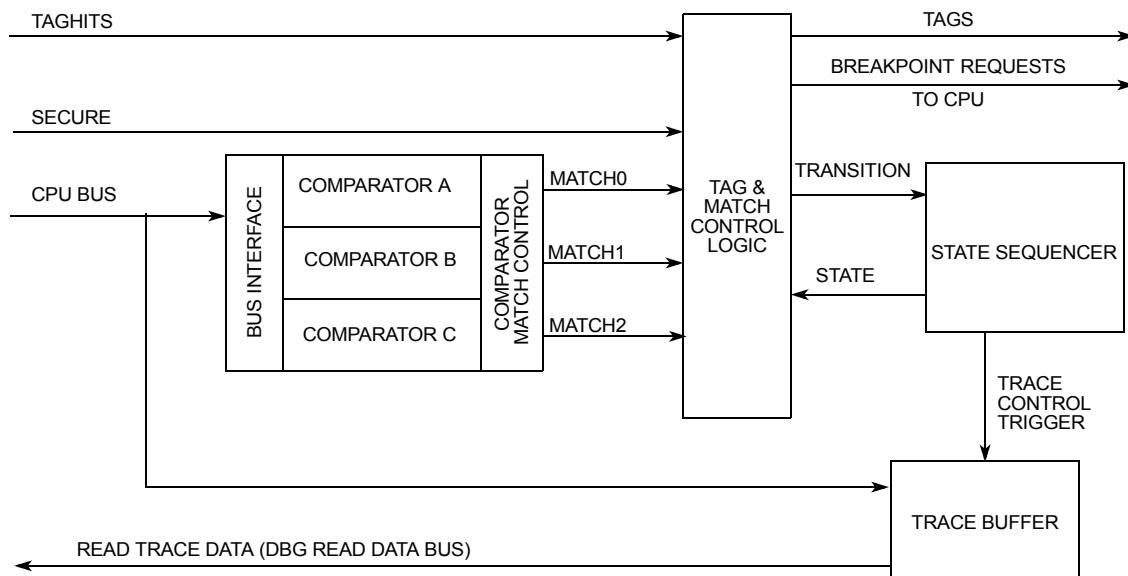 TAGHITS
TAGS
BREAKPOINT REQUESTS
TO CPU
SECURE
CPU BUS
BUS INTERFACE
COMPARATOR A
COMPARATOR B
COMPARATOR C
COMPARATOR
MATCH CONTROL
MATCH0
MATCH1
MATCH2
TAG &
MATCH
CONTROL
LOGIC
TRANSITION
STATE
STATE SEQUENCER
TRACE
CONTROL
TRIGGER
TRACE BUFFER
READ TRACE DATA (DBG READ DATA BUS)